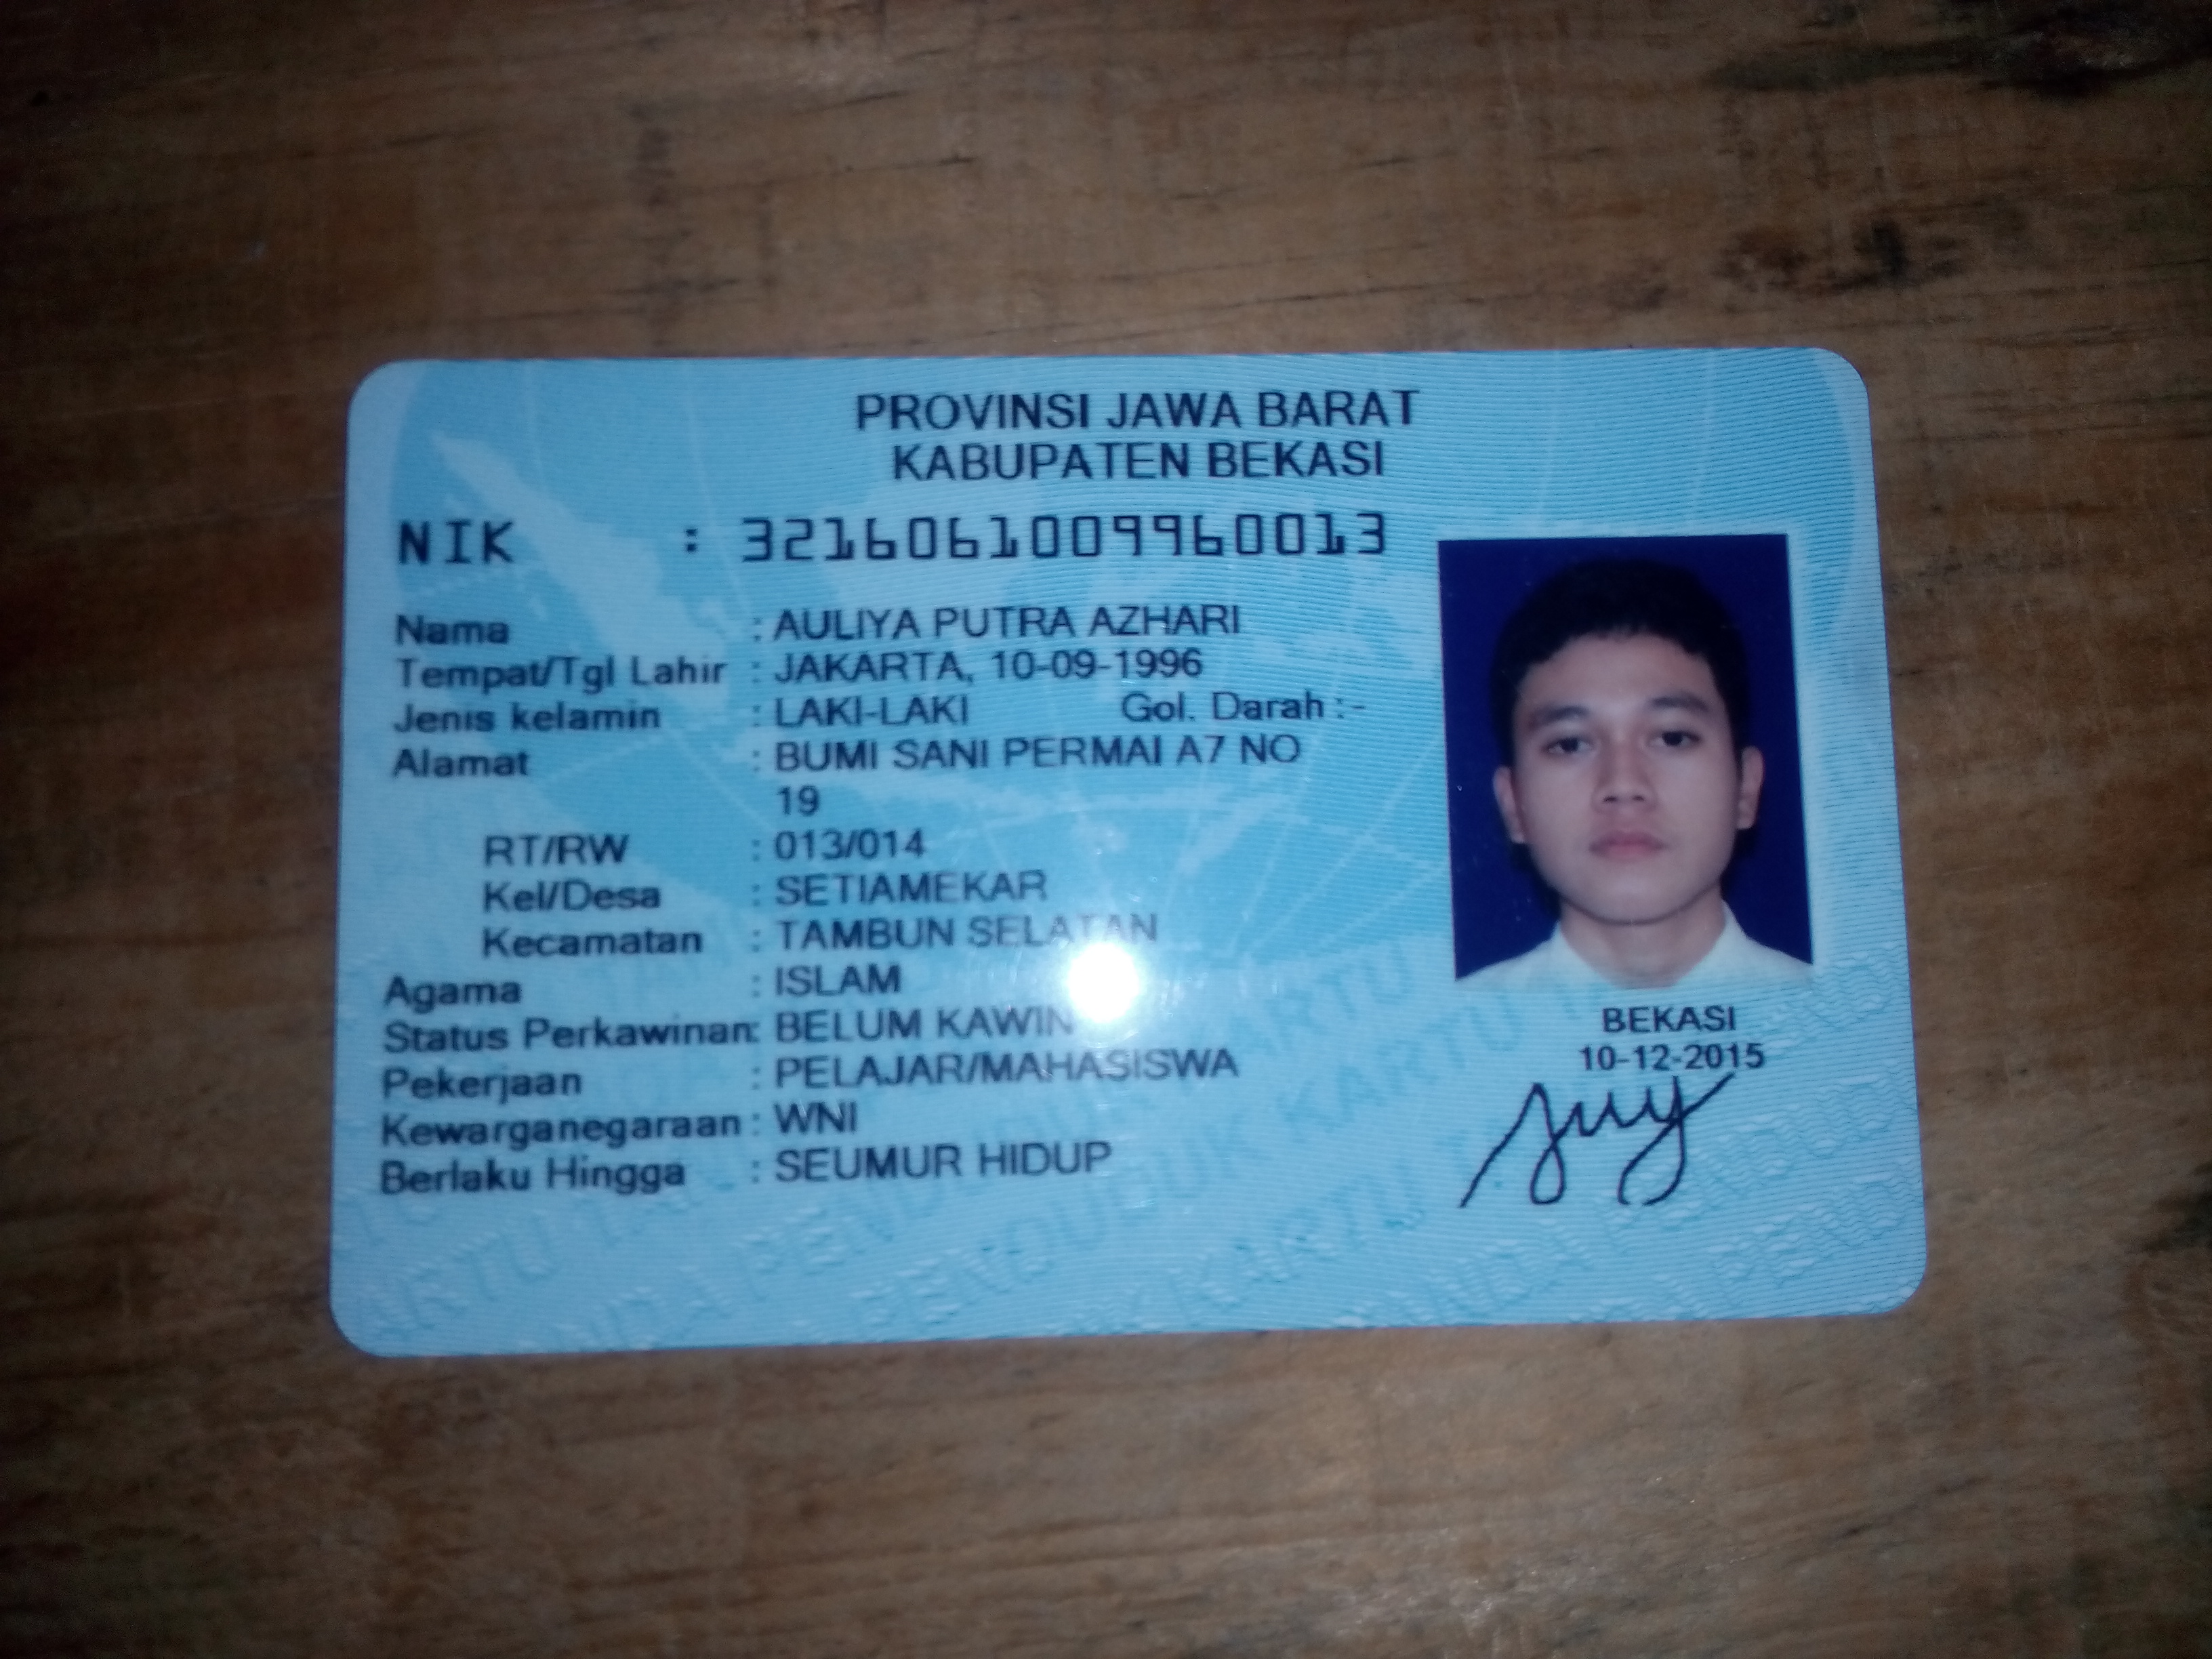 PROVINSI JAWA BARAT
KABUPATEN BEKASI
NIK : 3216061009960013
Nama : AULIYA PUTRA AZHARI
Tempat/Tgl Lahir : JAKARTA, 10-09-1996
Jenis kelamin : LAKI-LAKI Gol. Darah : -
Alamat : BUMI SANI PERMAI A7 NO
19
RT/RW : 013/014
Kel/Desa : SETIAMEKAR
Kecamatan : TAMBUN SELATAN
Agama : ISLAM
Status Perkawinan: BELUM KAWIN
Pekerjaan : PELAJAR/MAHASISWA
Kewarganegaraan : WNI
Berlaku Hingga : SEUMUR HIDUP
BEKASI
10-12-2015